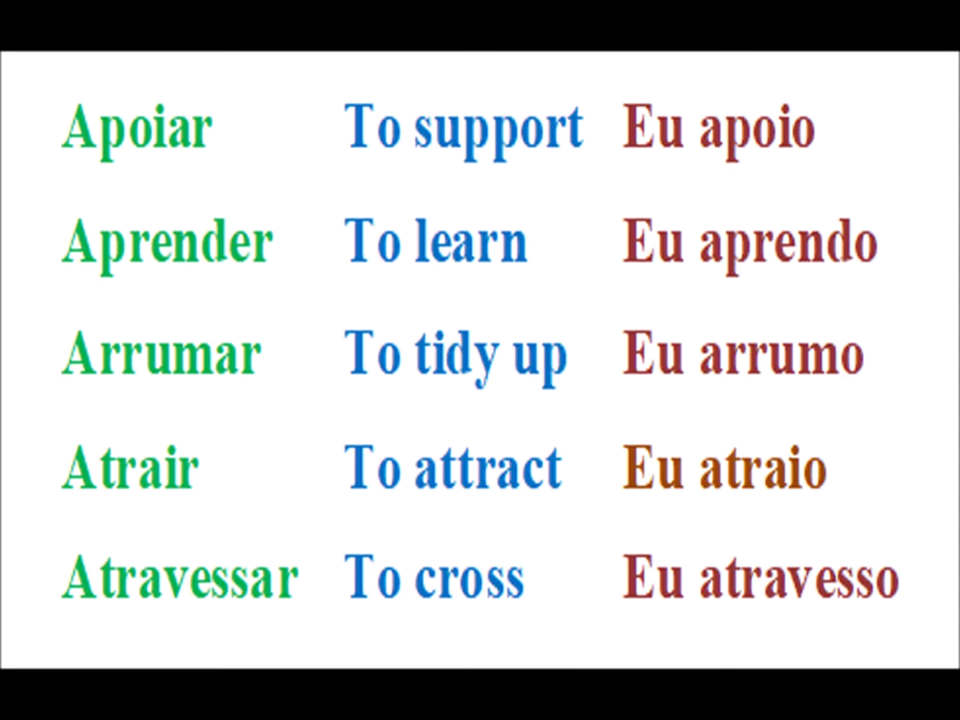 Apoiar To support Eu apoio
Aprender To learn Eu aprendo
Arrumar To tidy up Eu arrumo
Atrair To attract Eu atraio
Atravessar To cross Eu atravesso